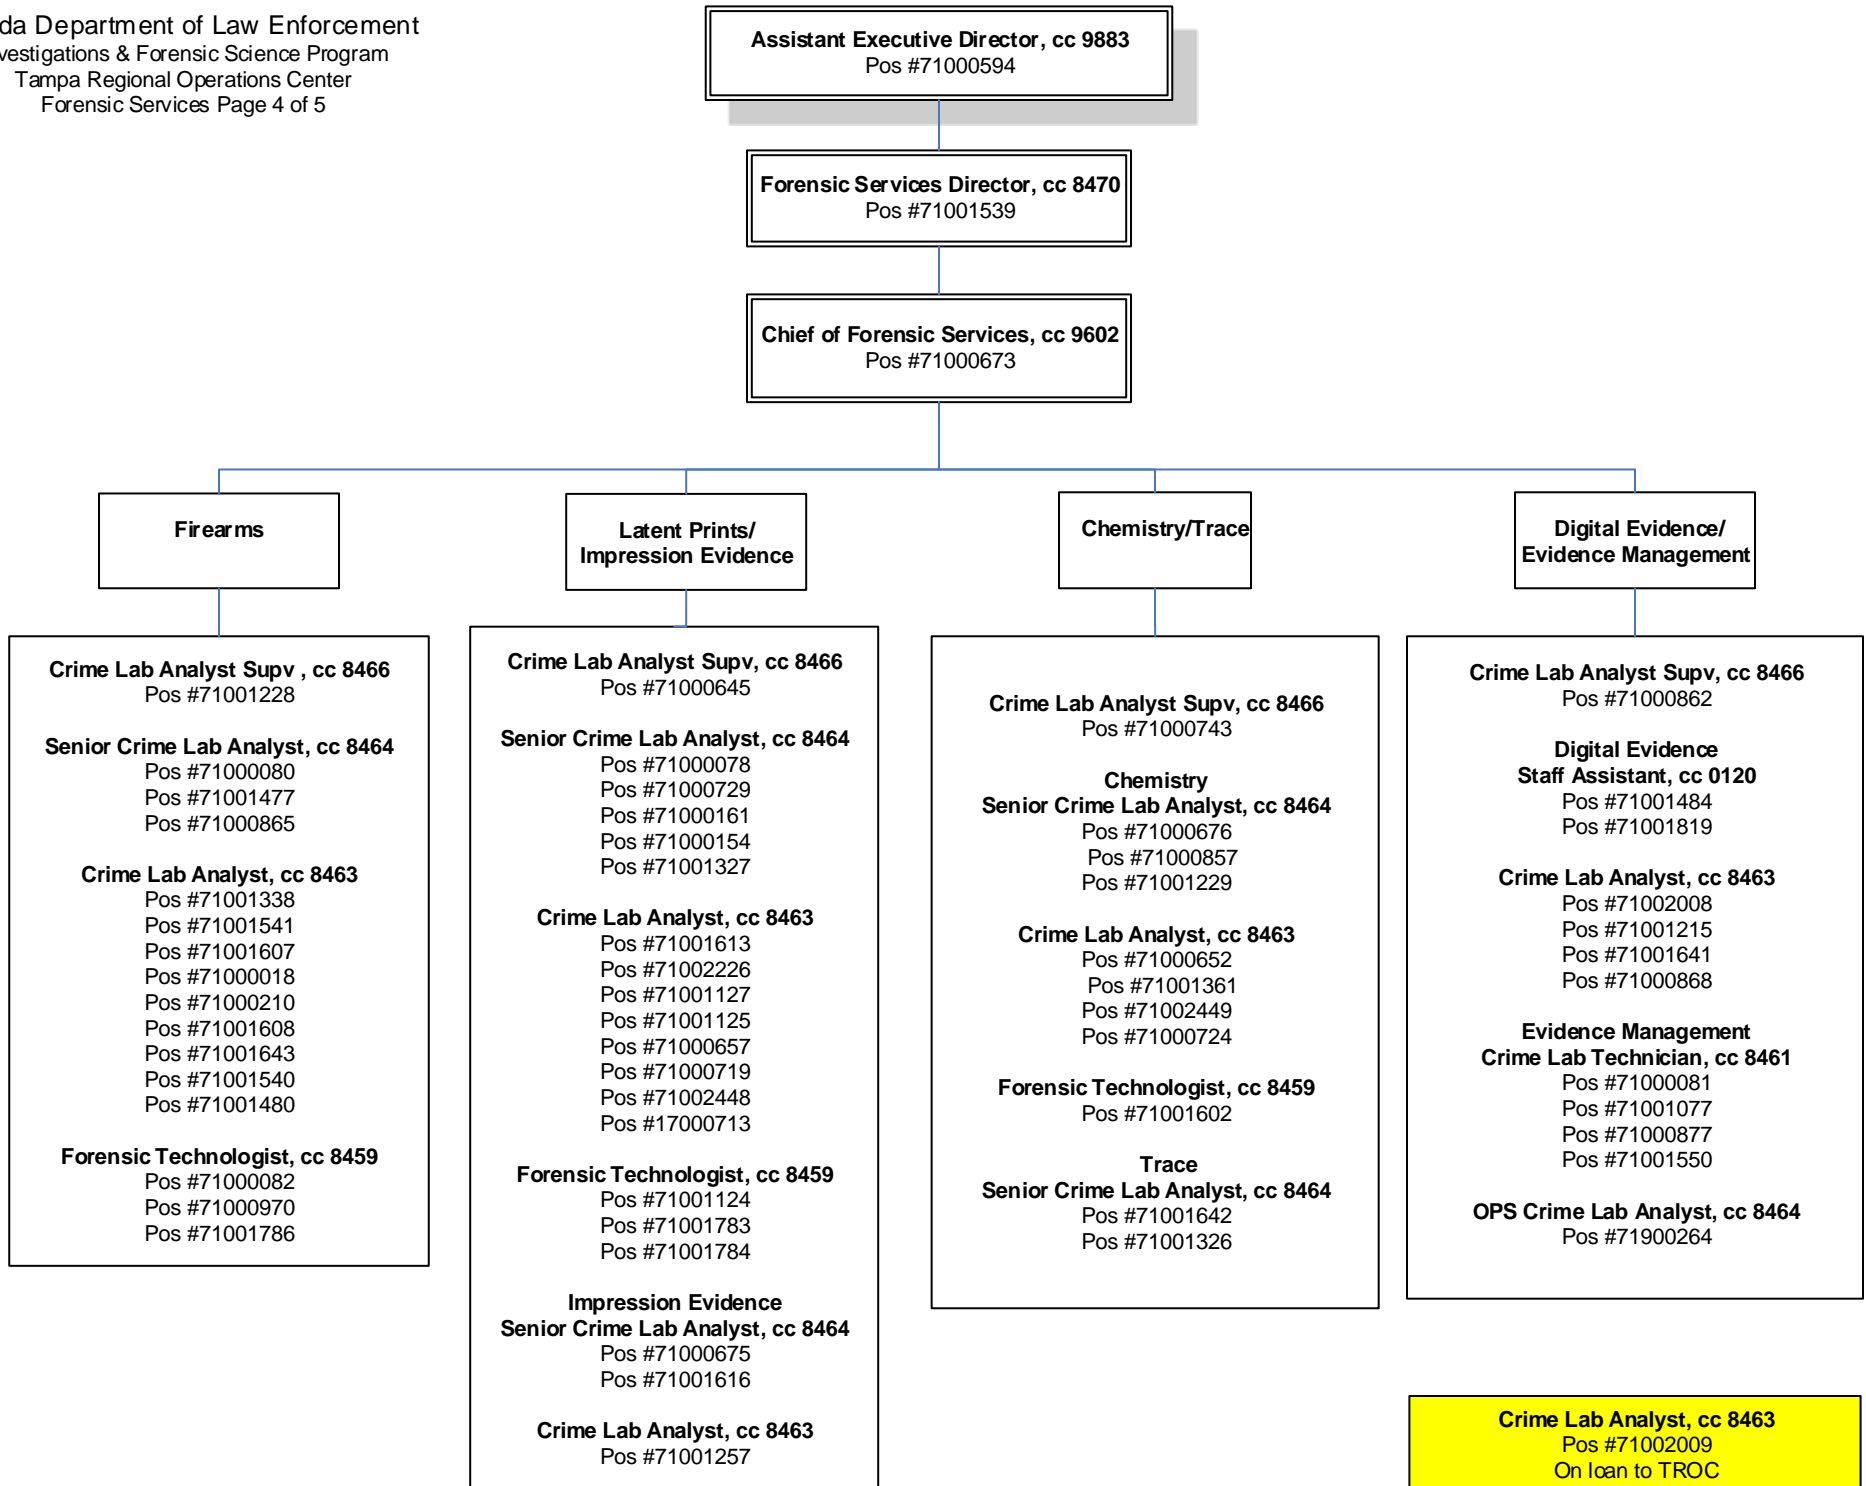 da Department of Law Enforcement
vestigations & Forensic Science Program
Tampa Regional Operations Center
Forensic Services Page 4 of 5
Assistant Executive Director, cc 9883
Pos #71000594
Forensic Services Director, cc 8470
Pos #71001539
Chief of Forensic Services, cc 9602
Pos #71000673
Firearms
Crime Lab Analyst Supv , cc 8466
Pos #71001228
Senior Crime Lab Analyst, cc 8464
Pos #71000080
Pos #71001477
Pos #71000865
Crime Lab Analyst, cc 8463
Pos #71001338
Pos #71001541
Pos #71001607
Pos #71000018
Pos #71000210
Pos #71001608
Pos #71001643
Pos #71001540
Pos #71001480
Forensic Technologist, cc 8459
Pos #71000082
Pos #71000970
Pos #71001786
Latent Prints/
Impression Evidence
Crime Lab Analyst Supv, cc 8466
Pos #71000645
Senior Crime Lab Analyst, cc 8464
Pos #71000078
Pos #71000729
Pos #71000161
Pos #71000154
Pos #71001327
Crime Lab Analyst, cc 8463
Pos #71001613
Pos #71002226
Pos #71001127
Pos #71001125
Pos #71000657
Pos #71000719
Pos #71002448
Pos #17000713
Forensic Technologist, cc 8459
Pos #71001124
Pos #71001783
Pos #71001784
Impression Evidence
Senior Crime Lab Analyst, cc 8464
Pos #71000675
Pos #71001616
Crime Lab Analyst, cc 8463
Pos #71001257
Chemistry/Trace
Crime Lab Analyst Supv, cc 8466
Pos #71000743
Chemistry
Senior Crime Lab Analyst, cc 8464
Pos #71000676
Pos #71000857
Pos #71001229
Crime Lab Analyst, cc 8463
Pos #71000652
Pos #71001361
Pos #71002449
Pos #71000724
Forensic Technologist, cc 8459
Pos #71001602
Trace
Senior Crime Lab Analyst, cc 8464
Pos #71001642
Pos #71001326
Digital Evidence/
Evidence Management
Crime Lab Analyst Supv, cc 8466
Pos #71000862
Digital Evidence
Staff Assistant, cc 0120
Pos #71001484
Pos #71001819
Crime Lab Analyst, cc 8463
Pos #71002008
Pos #71001215
Pos #71001641
Pos #71000868
Evidence Management
Crime Lab Technician, cc 8461
Pos #71000081
Pos #71001077
Pos #71000877
Pos #71001550
OPS Crime Lab Analyst, cc 8464
Pos #71900264
Crime Lab Analyst, cc 8463
Pos #71002009
On loan to TROC